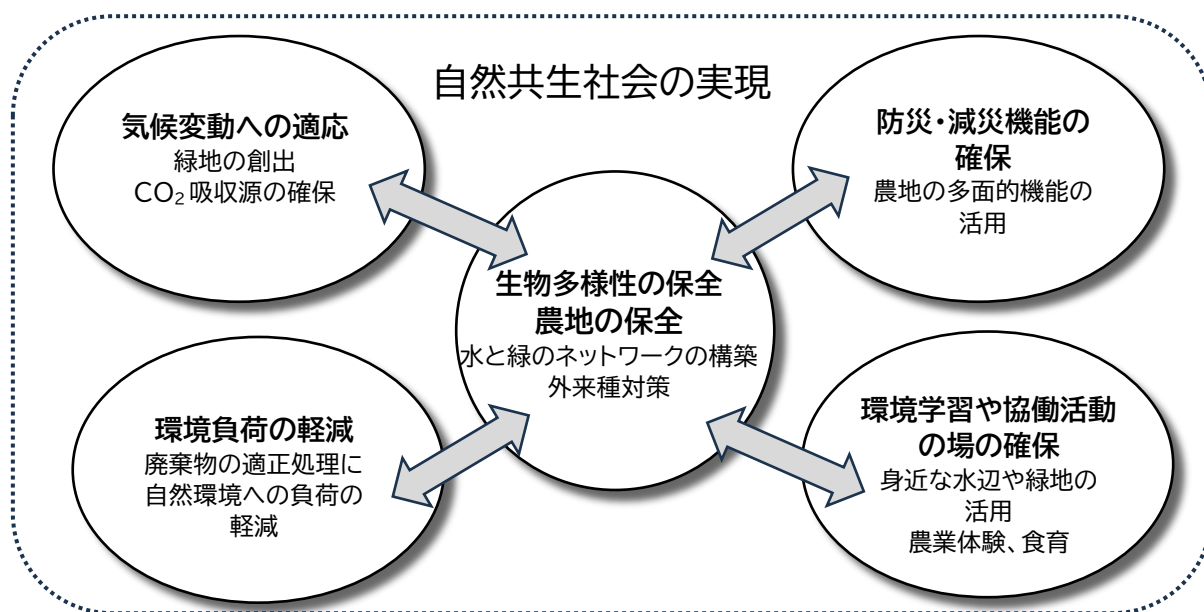 自然共生社会の実現
気候変動への適応
緑地の創出
CO₂吸収源の確保
防災・減災機能の
確保
農地の多面的機能の
活用
生物多様性の保全
農地の保全
水と緑のネットワークの構築
外来種対策
環境負荷の軽減
廃棄物の適正処理に
自然環境への負荷の
軽減
環境学習や協働活動
の場の確保
身近な水辺や緑地の
活用
農業体験、食育